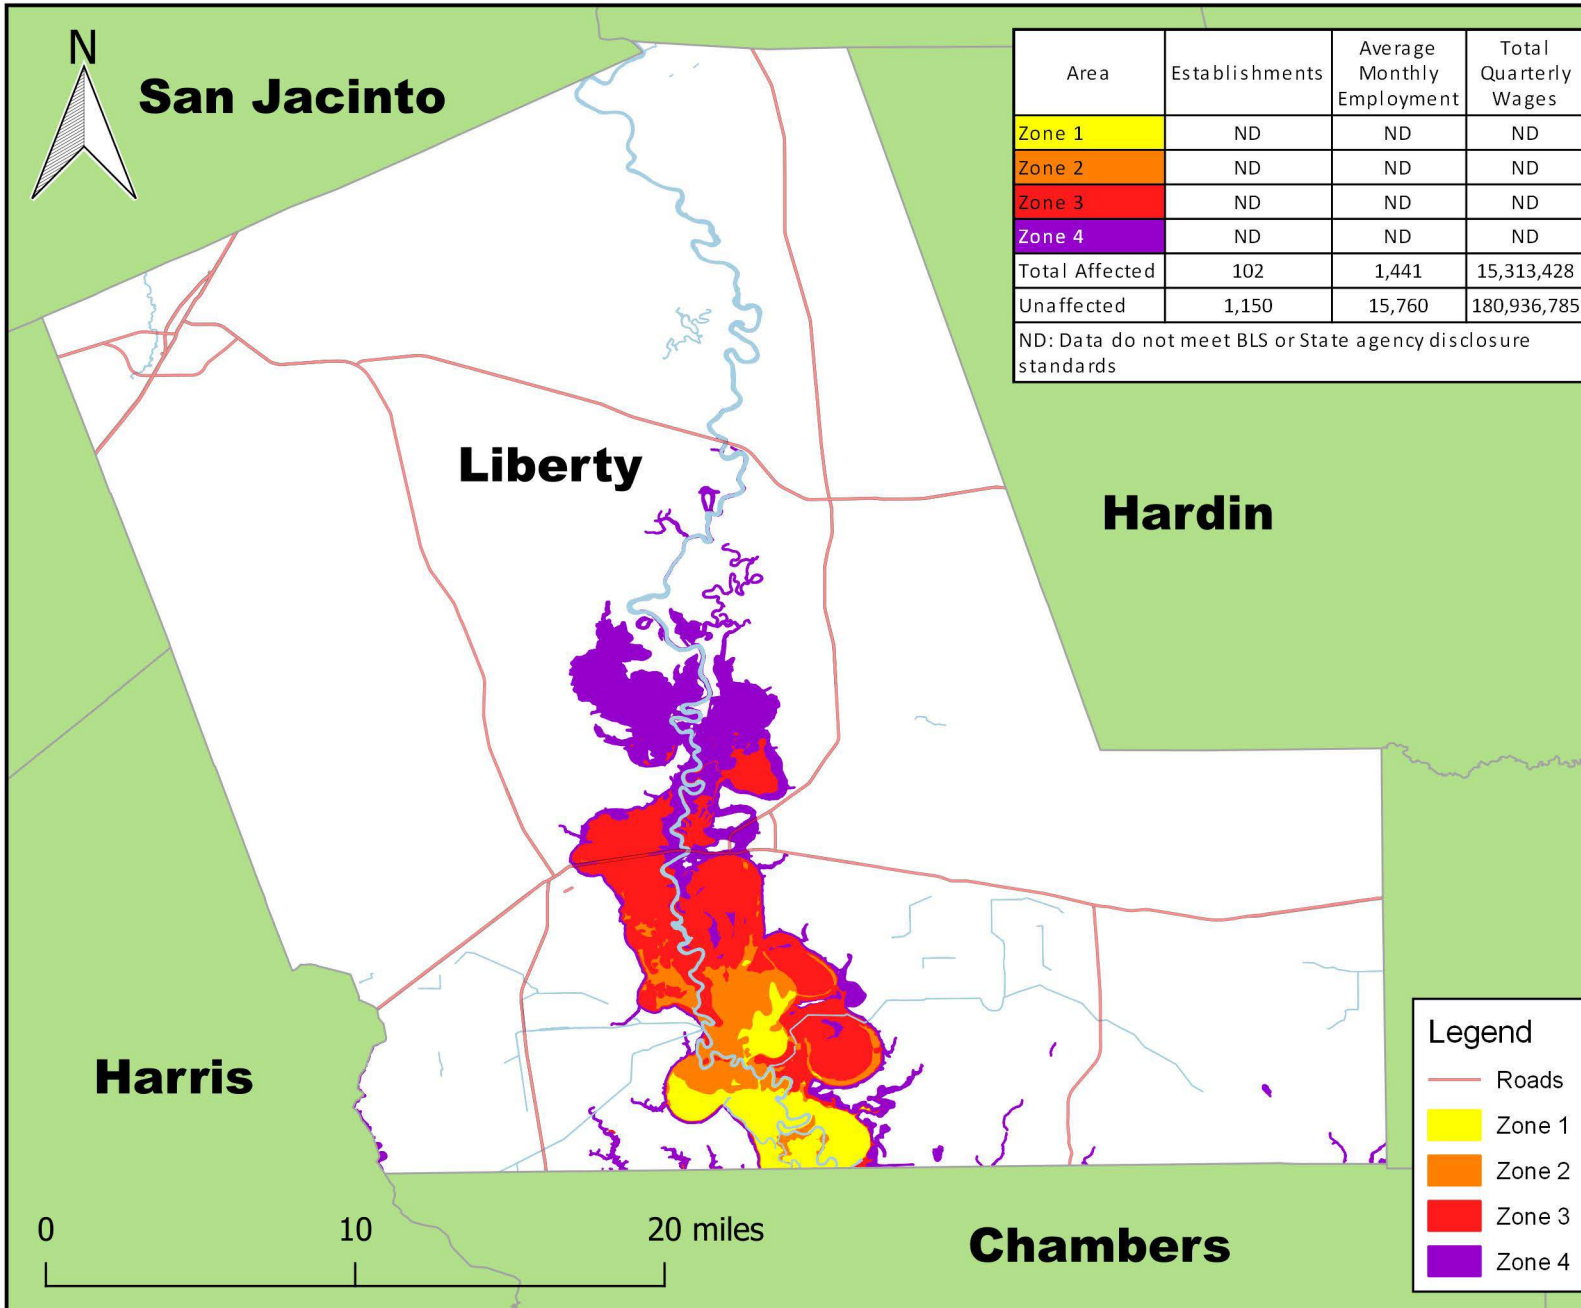 N
San Jacinto
Area Establishments Average Monthly Employment Total Quarterly Wages
Zone 1 ND ND ND
Zone 2 ND ND ND
Zone 3 ND ND ND
Zone 4 ND ND ND
Total Affected 102 1,441 15,313,428
Unaffected 1,150 15,760 180,936,785
ND: Data do not meet BLS or State agency disclosure
standards
Liberty
Hardin
Harris
Chambers
0 10 20 miles
Legend
Roads
Zone 1
Zone 2
Zone 3
Zone 4